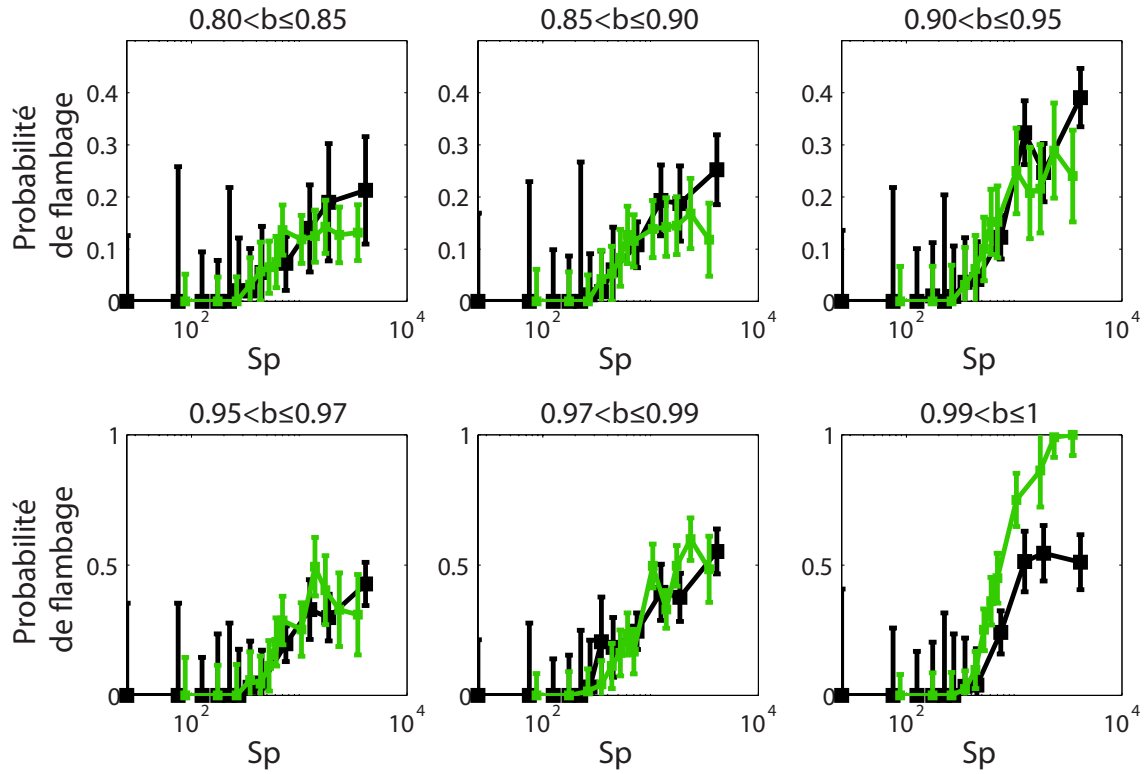 0.80<b≤0.85
0.85<b≤0.90
0.90<b≤0.95
Probabilité
de flambage
0.4
0.3
0.2
0.1
0
10²
10⁴
Sp
0.4
0.3
0.2
0.1
0
10²
10⁴
Sp
0.4
0.3
0.2
0.1
0
10²
10⁴
Sp
0.95<b≤0.97
0.97<b≤0.99
0.99<b≤1
Probabilité
de flambage
1
0.5
0
10²
10⁴
Sp
1
0.5
0
10²
10⁴
Sp
1
0.5
0
10²
10⁴
Sp